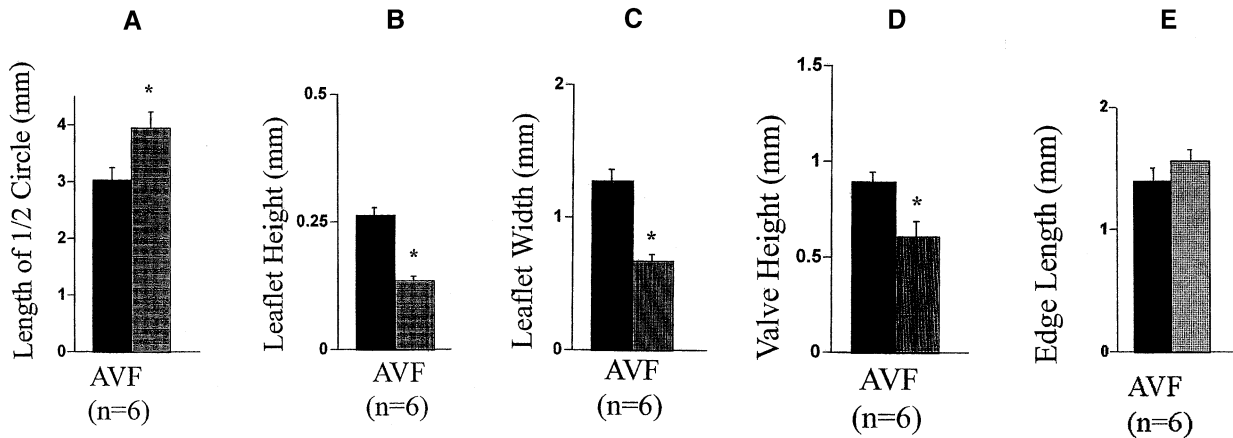 A
Length of 1/2 Circle (mm)
4
3
2
1
0
*
AVF
(n=6)
B
Leaflet Height (mm)
0.5
0.25
0
*
AVF
(n=6)
C
Leaflet Width (mm)
2
1
0
*
AVF
(n=6)
D
Valve Height (mm)
1.5
1
0.5
0
*
AVF
(n=6)
E
Edge Length (mm)
2
1
0
AVF
(n=6)